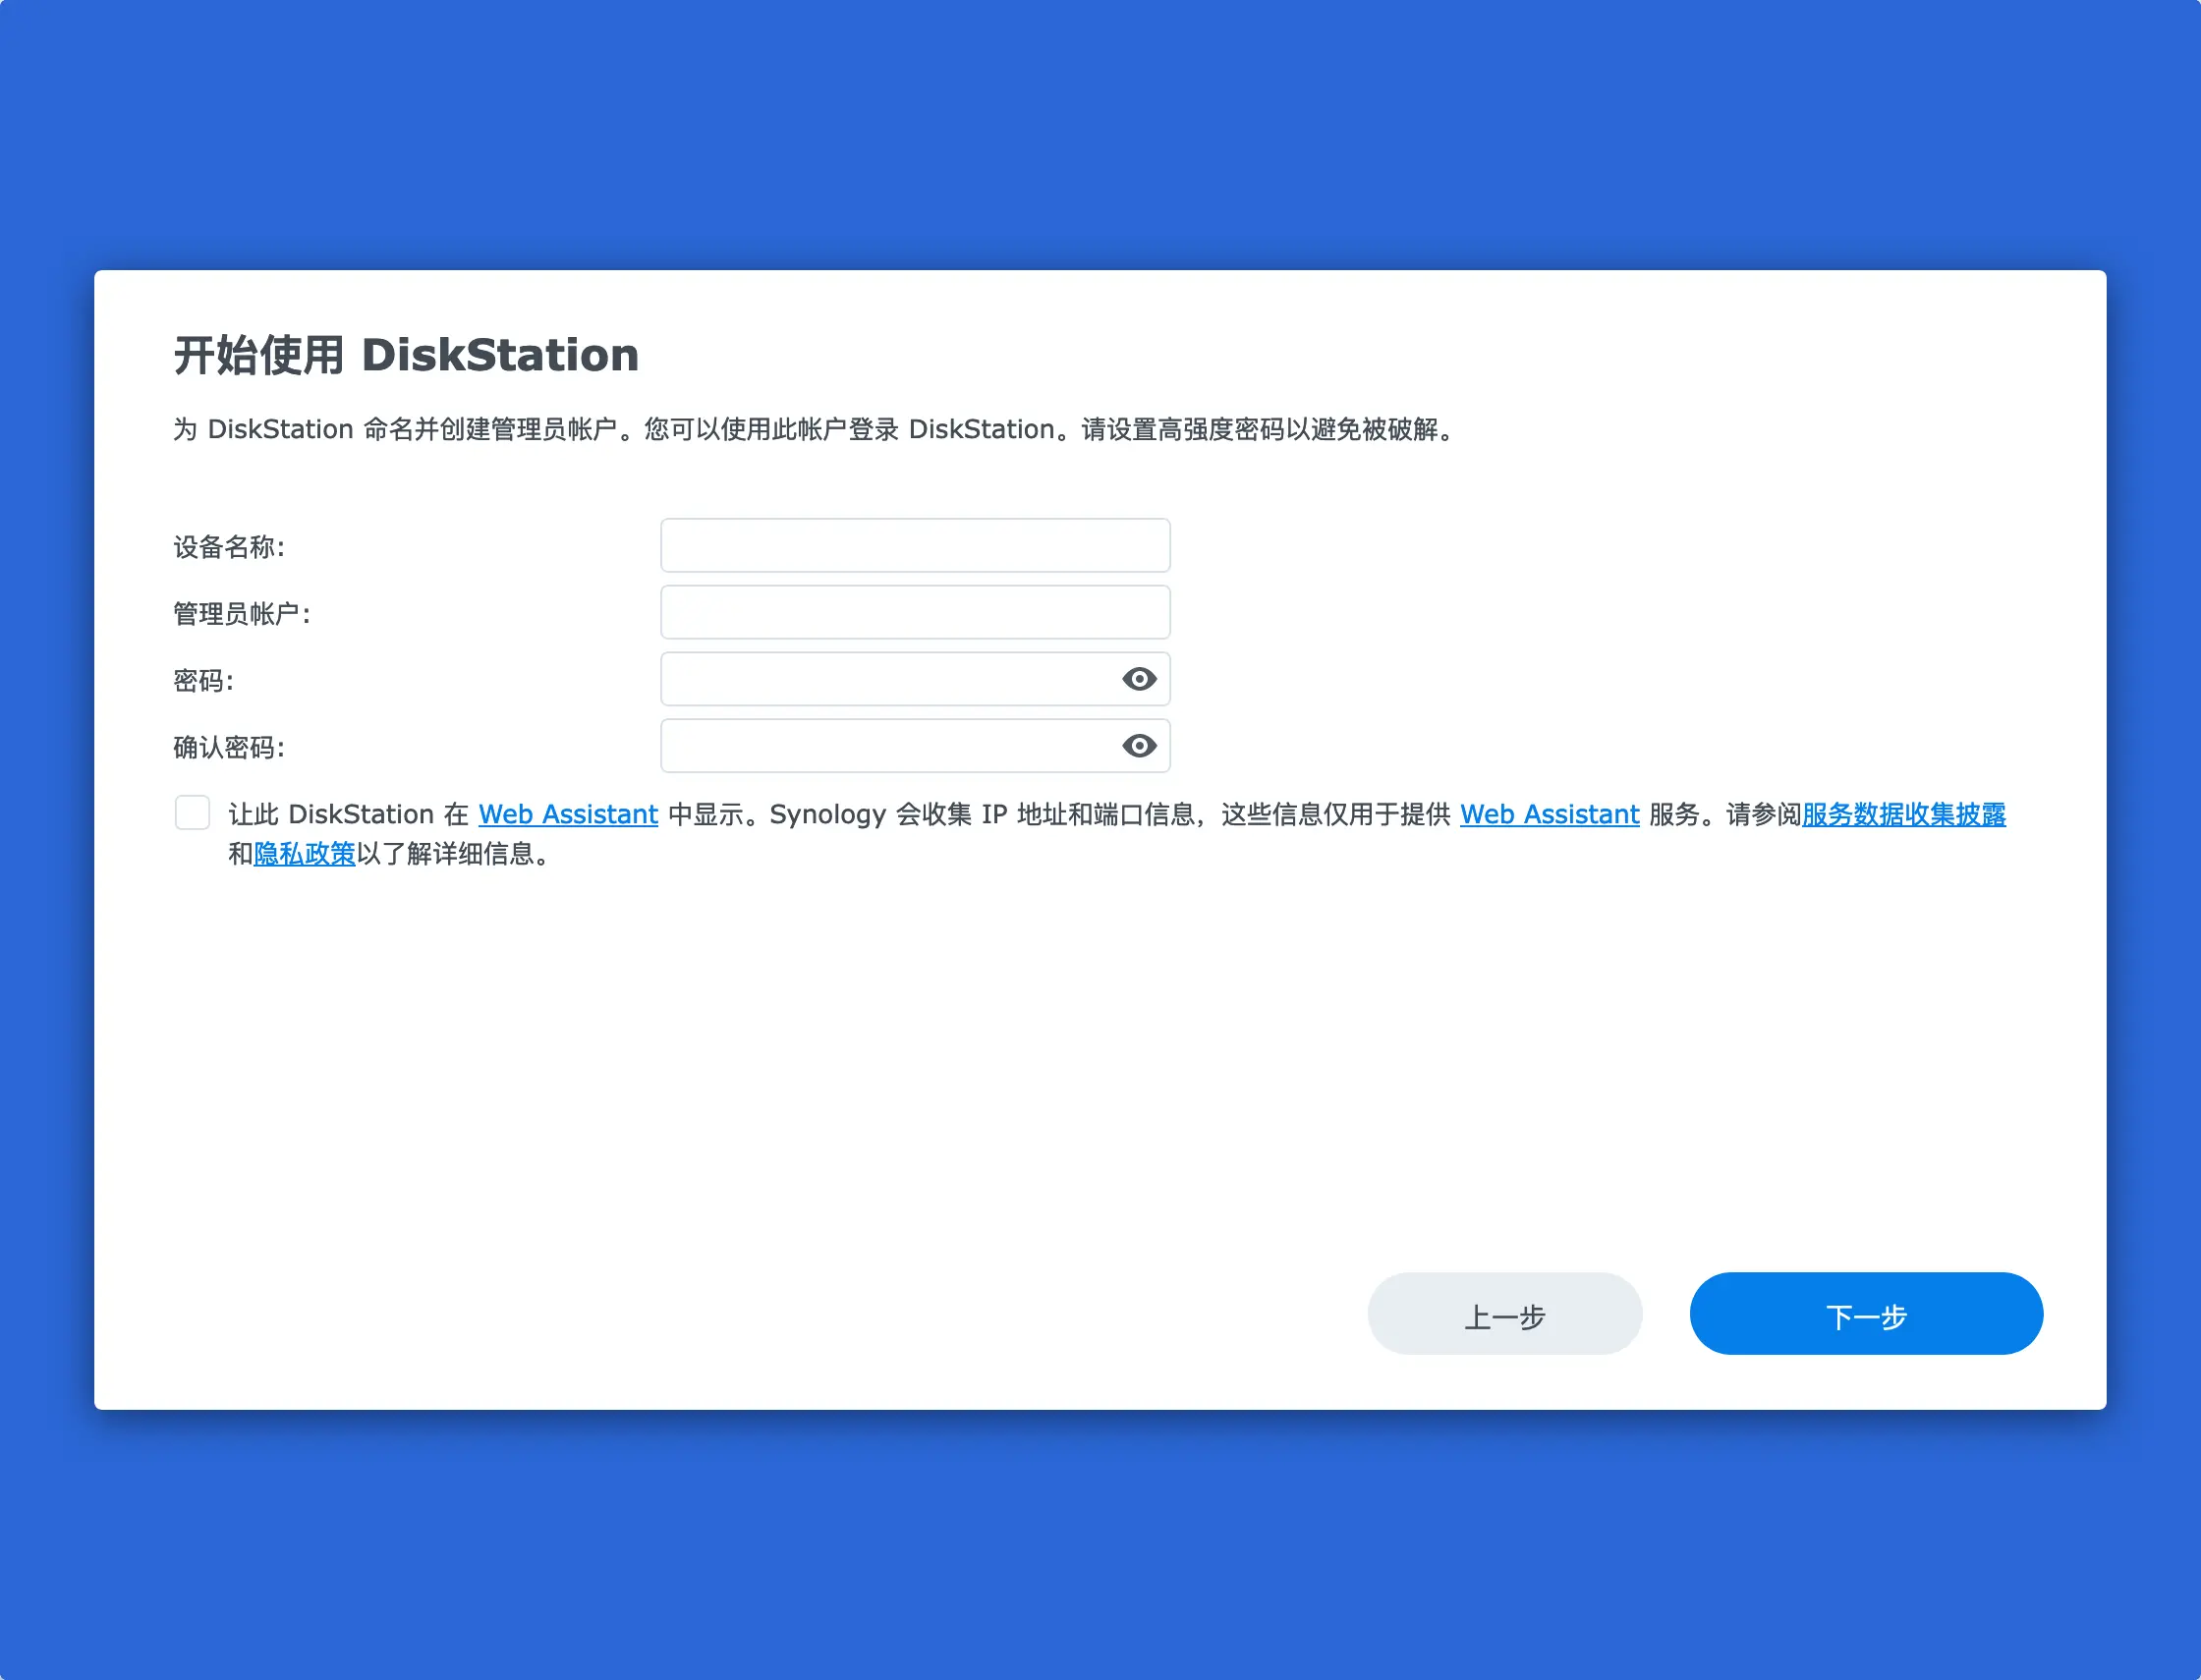 开始使用 DiskStation
为 DiskStation 命名并创建管理员帐户。您可以使用此帐户登录 DiskStation。请设置高强度密码以避免被破解。
设备名称:
管理员帐户:
密码:
确认密码:
让此 DiskStation 在 Web Assistant 中显示。Synology 会收集 IP 地址和端口信息，这些信息仅用于提供 Web Assistant 服务。请参阅服务数据收集披露
和隐私政策以了解详细信息。
上一步
下一步